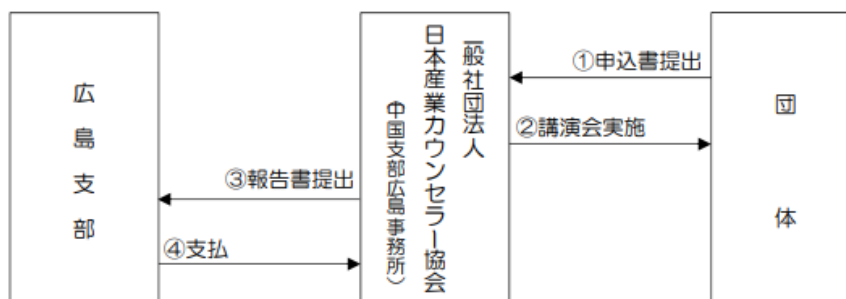 広島支部
③報告書提出
④支払
一般社団法人
日本産業カウンセラー協会
（中国支部広島事務所）
①申込書提出
②講演会実施
団体